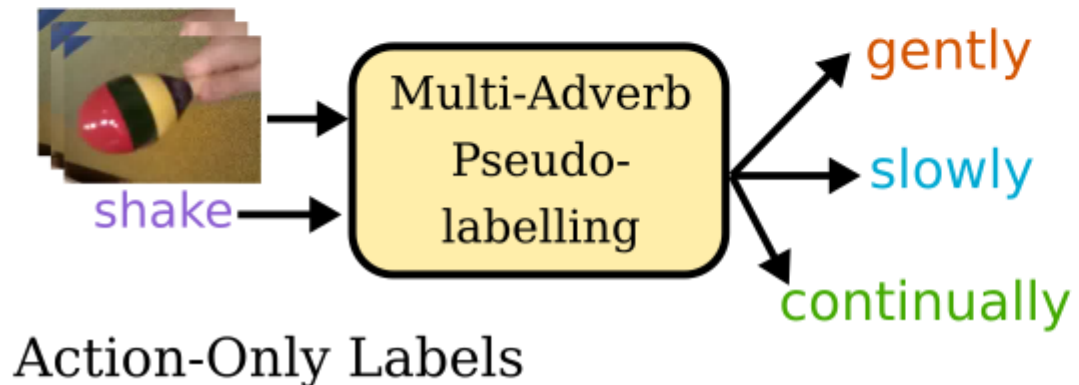 shake
Multi-Adverb
Pseudo-
labelling
gently
slowly
continually
Action-Only Labels